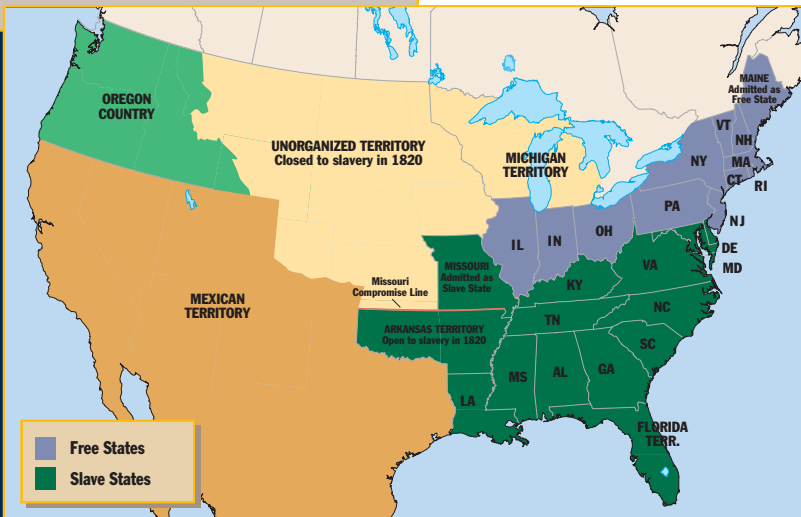 OREGON
COUNTRY
UNORGANIZED TERRITORY
Closed to slavery in 1820
MICHIGAN
TERRITORY
MAINE
Admitted as
Free State
VT
NH
NY
MA
CT
RI
PA
NJ
IL
IN
OH
DE
MD
MISSOURI
Admitted as
Slave State
VA
KY
Missouri
Compromise Line
MEXICAN
TERRITORY
NC
TN
ARKANSAS TERRITORY
Open to slavery in 1820
SC
MS
AL
GA
LA
FLORIDA
TERR.
Free States
Slave States